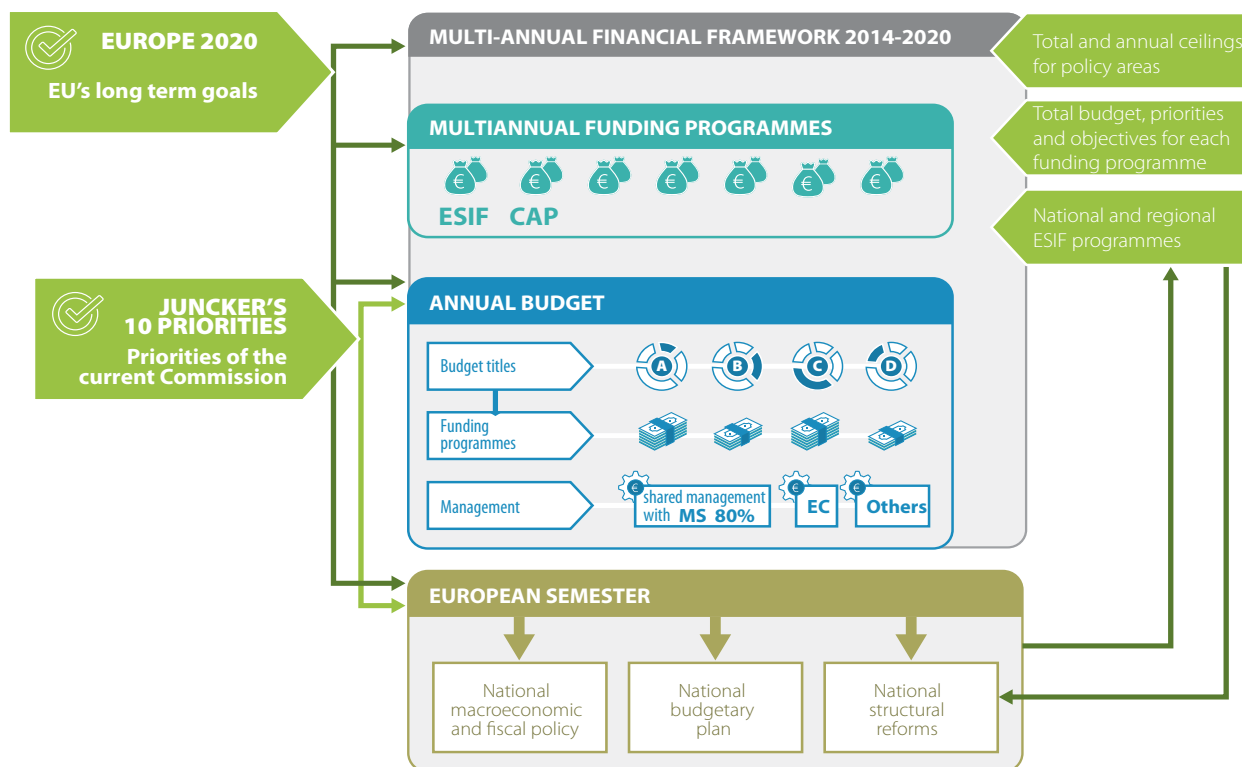 EUROPE 2020
EU's long term goals
MULTI-ANNUAL FINANCIAL FRAMEWORK 2014-2020
Total and annual ceilings
for policy areas
MULTIANNUAL FUNDING PROGRAMMES
€ € € € € € €
ESIF CAP
Total budget, priorities
and objectives for each
funding programme
National and regional
ESIF programmes
JUNCKER'S
10 PRIORITIES
Priorities of the
current Commission
ANNUAL BUDGET
Budget titles
A B C D
Funding
programmes
Management
€ shared management
with MS 80%
€ EC
€ Others
EUROPEAN SEMESTER
National
macroeconomic
and fiscal policy
National
budgetary
plan
National
structural
reforms